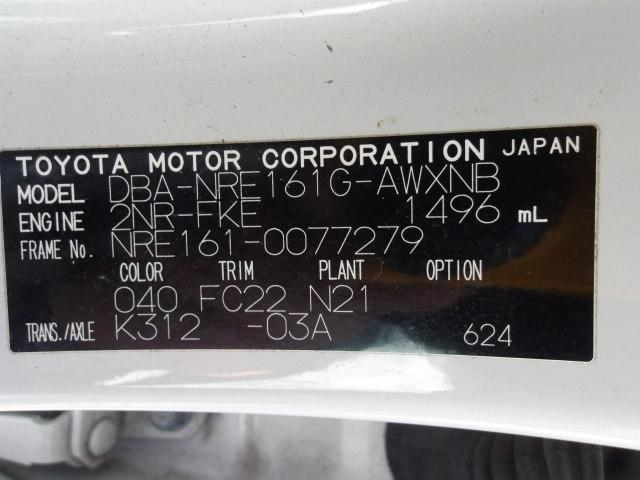 TOYOTA MOTOR CORPORATION JAPAN
MODEL DBA-NRE161G-AWXNB
ENGINE 2NR-FKE 1496 mL
FRAME No. NRE161-0077279
COLOR TRIM PLANT OPTION
040 FC22 N21
TRANS./AXLE K312 -03A 624